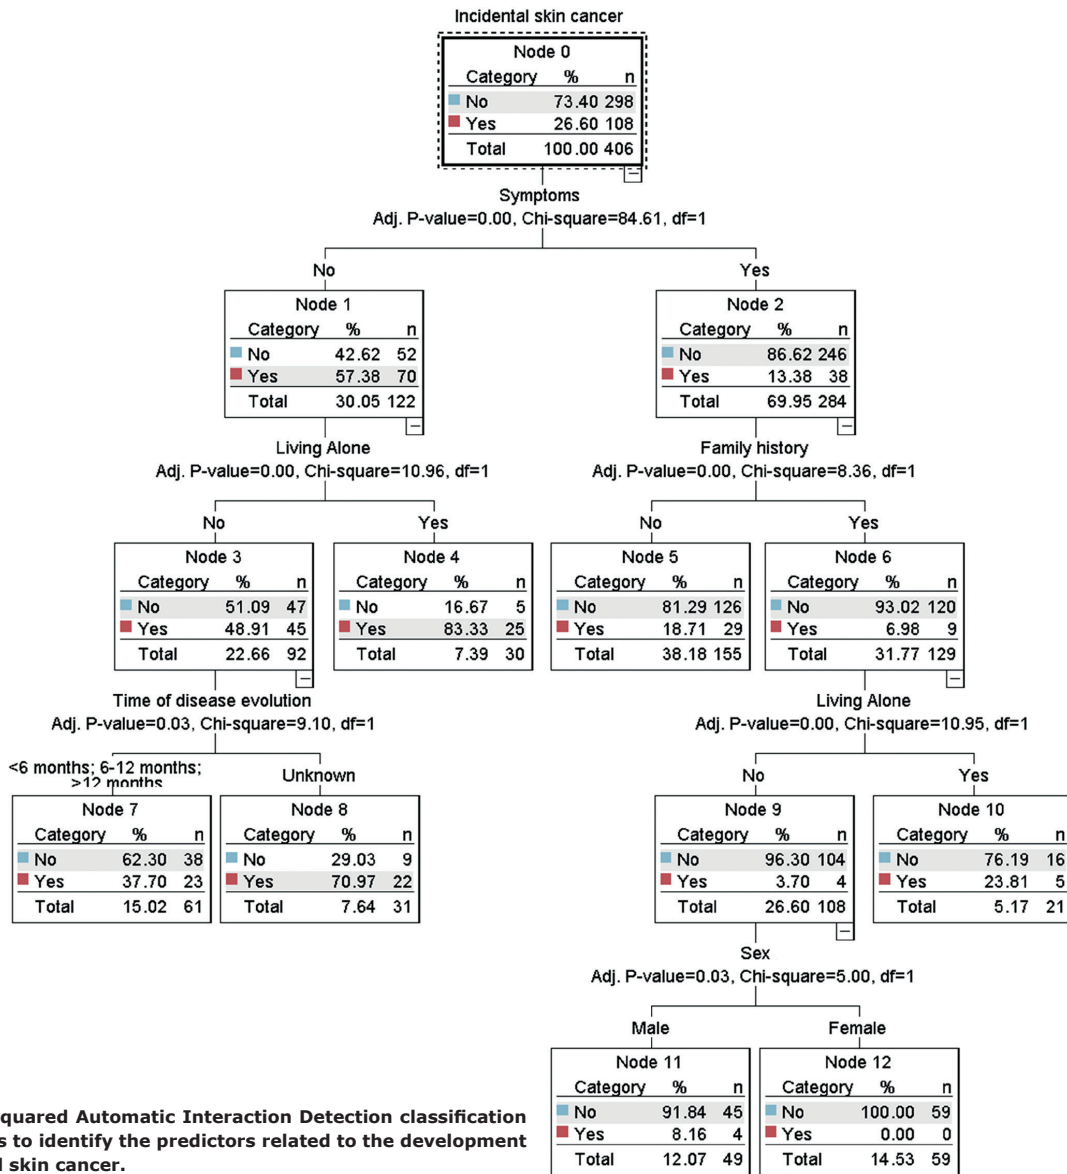 Incidental skin cancer
Node 0
Category % n
No 73.40 298
Yes 26.60 108
Total 100.00 406
Symptoms
Adj. P-value=0.00, Chi-square=84.61, df=1
No
Yes
Node 1
Category % n
No 42.62 52
Yes 57.38 70
Total 30.05 122
Node 2
Category % n
No 86.62 246
Yes 13.38 38
Total 69.95 284
Living Alone
Adj. P-value=0.00, Chi-square=10.96, df=1
Family history
Adj. P-value=0.00, Chi-square=8.36, df=1
No
Yes
No
Yes
Node 3
Category % n
No 51.09 47
Yes 48.91 45
Total 22.66 92
Node 4
Category % n
No 16.67 5
Yes 83.33 25
Total 7.39 30
Node 5
Category % n
No 81.29 126
Yes 18.71 29
Total 38.18 155
Node 6
Category % n
No 93.02 120
Yes 6.98 9
Total 31.77 129
Time of disease evolution
Adj. P-value=0.03, Chi-square=9.10, df=1
Living Alone
Adj. P-value=0.00, Chi-square=10.95, df=1
<6 months; 6-12 months;
>12 months
Unknown
No
Yes
Node 7
Category % n
No 62.30 38
Yes 37.70 23
Total 15.02 61
Node 8
Category % n
No 29.03 9
Yes 70.97 22
Total 7.64 31
Node 9
Category % n
No 96.30 104
Yes 3.70 4
Total 26.60 108
Node 10
Category % n
No 76.19 16
Yes 23.81 5
Total 5.17 21
Sex
Adj. P-value=0.03, Chi-square=5.00, df=1
Male
Female
Node 11
Category % n
No 91.84 45
Yes 8.16 4
Total 12.07 49
Node 12
Category % n
No 100.00 59
Yes 0.00 0
Total 14.53 59
squared Automatic Interaction Detection classification
s to identify the predictors related to the development
l skin cancer.